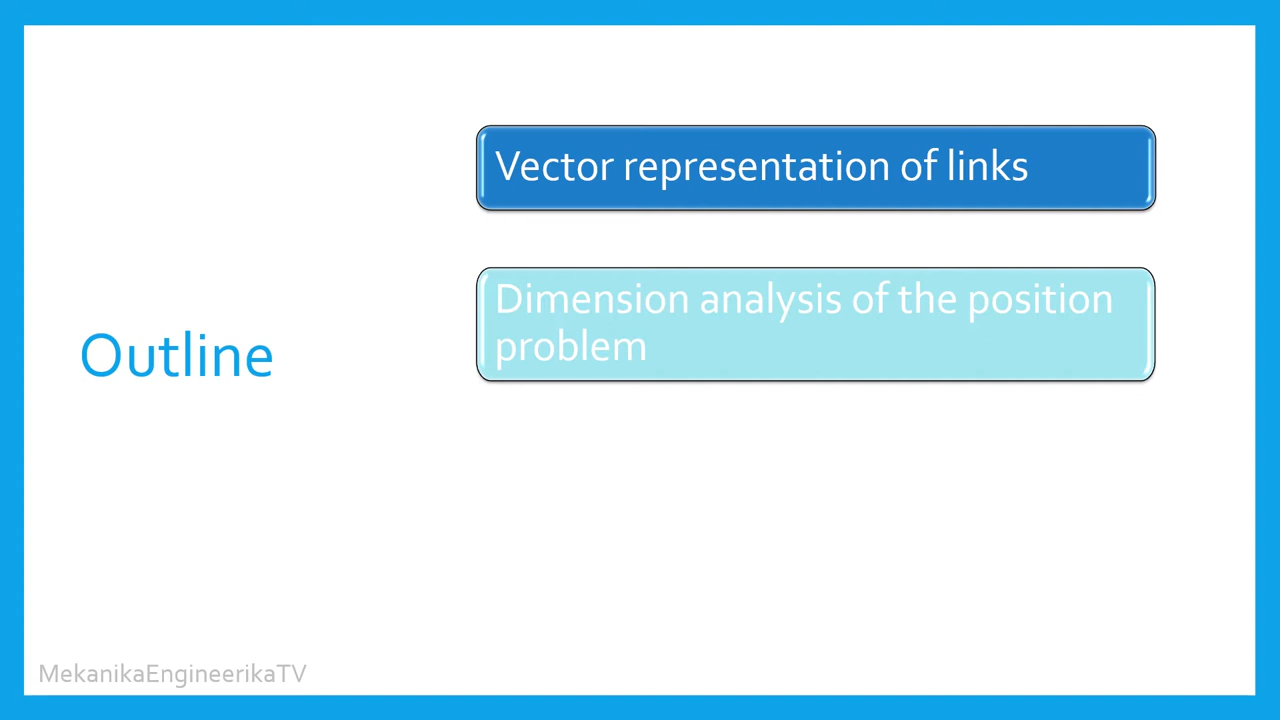 Outline
Vector representation of links
Dimension analysis of the position
problem
MekanikaEngineerikaTV